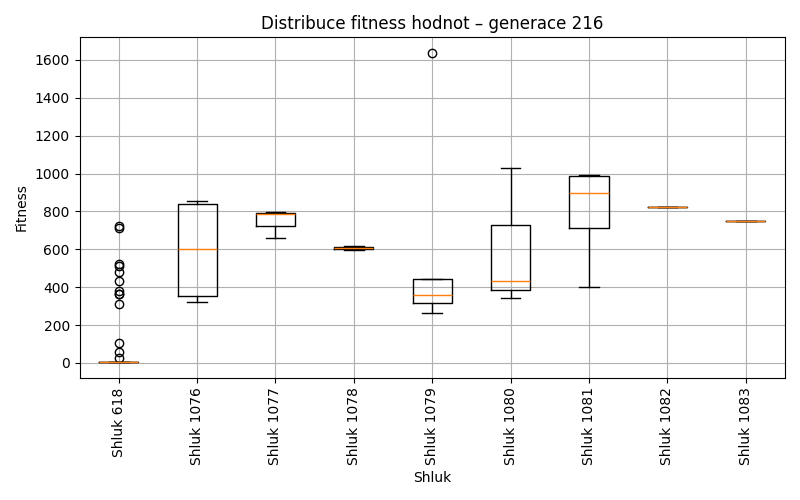 Distribuce fitness hodnot – generace 216
1600
1400
1200
1000
800
600
400
200
0
Fitness
Shluk 618
Shluk 1076
Shluk 1077
Shluk 1078
Shluk 1079
Shluk 1080
Shluk 1081
Shluk 1082
Shluk 1083
Shluk